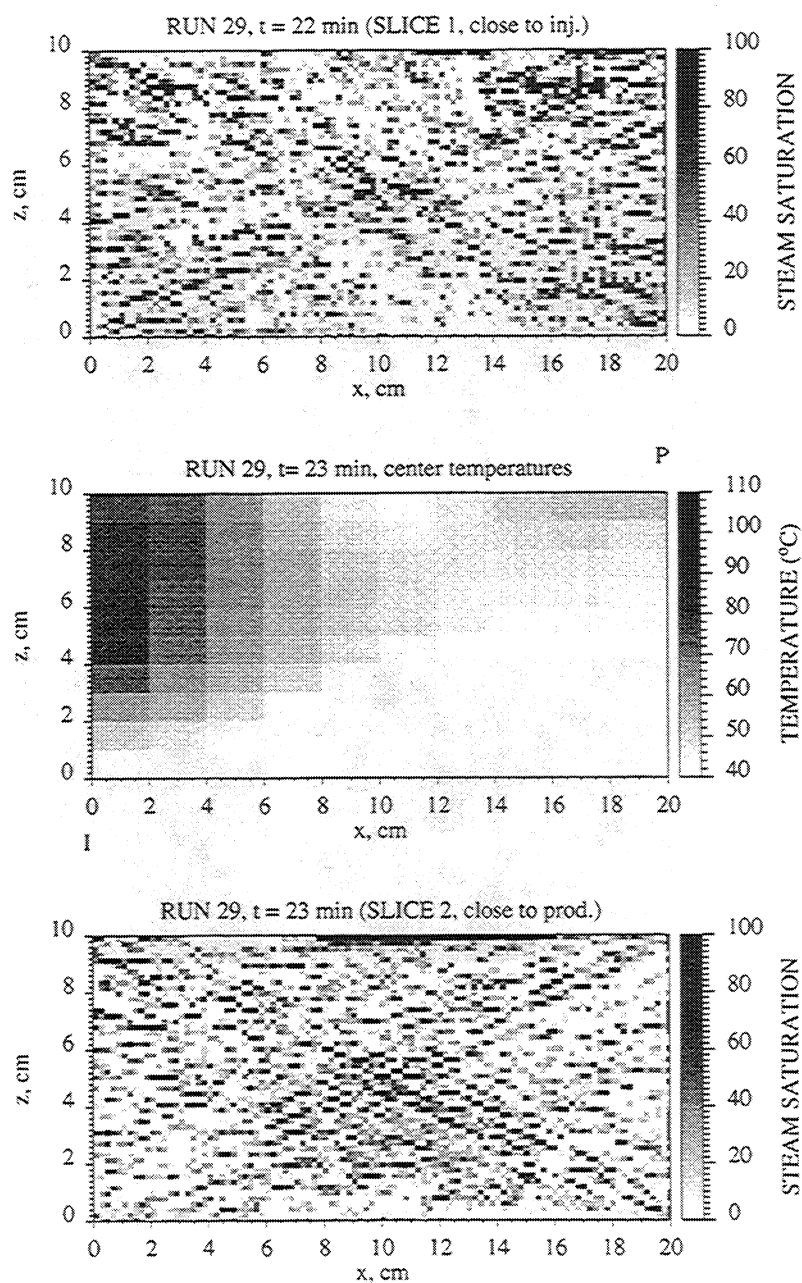 RUN 29, t = 22 min (SLICE 1, close to inj.)
10
8
6
4
2
0
z, cm
0 2 4 6 8 10 12 14 16 18 20
x, cm
100
80
60
40
20
0
STEAM SATURATION
P
RUN 29, t= 23 min, center temperatures
10
8
6
4
2
0
z, cm
0 2 4 6 8 10 12 14 16 18 20
x, cm
I
110
100
90
80
70
60
50
40
TEMPERATURE (°C)
RUN 29, t = 23 min (SLICE 2, close to prod.)
10
8
6
4
2
0
z, cm
0 2 4 6 8 10 12 14 16 18 20
x, cm
100
80
60
40
20
0
STEAM SATURATION